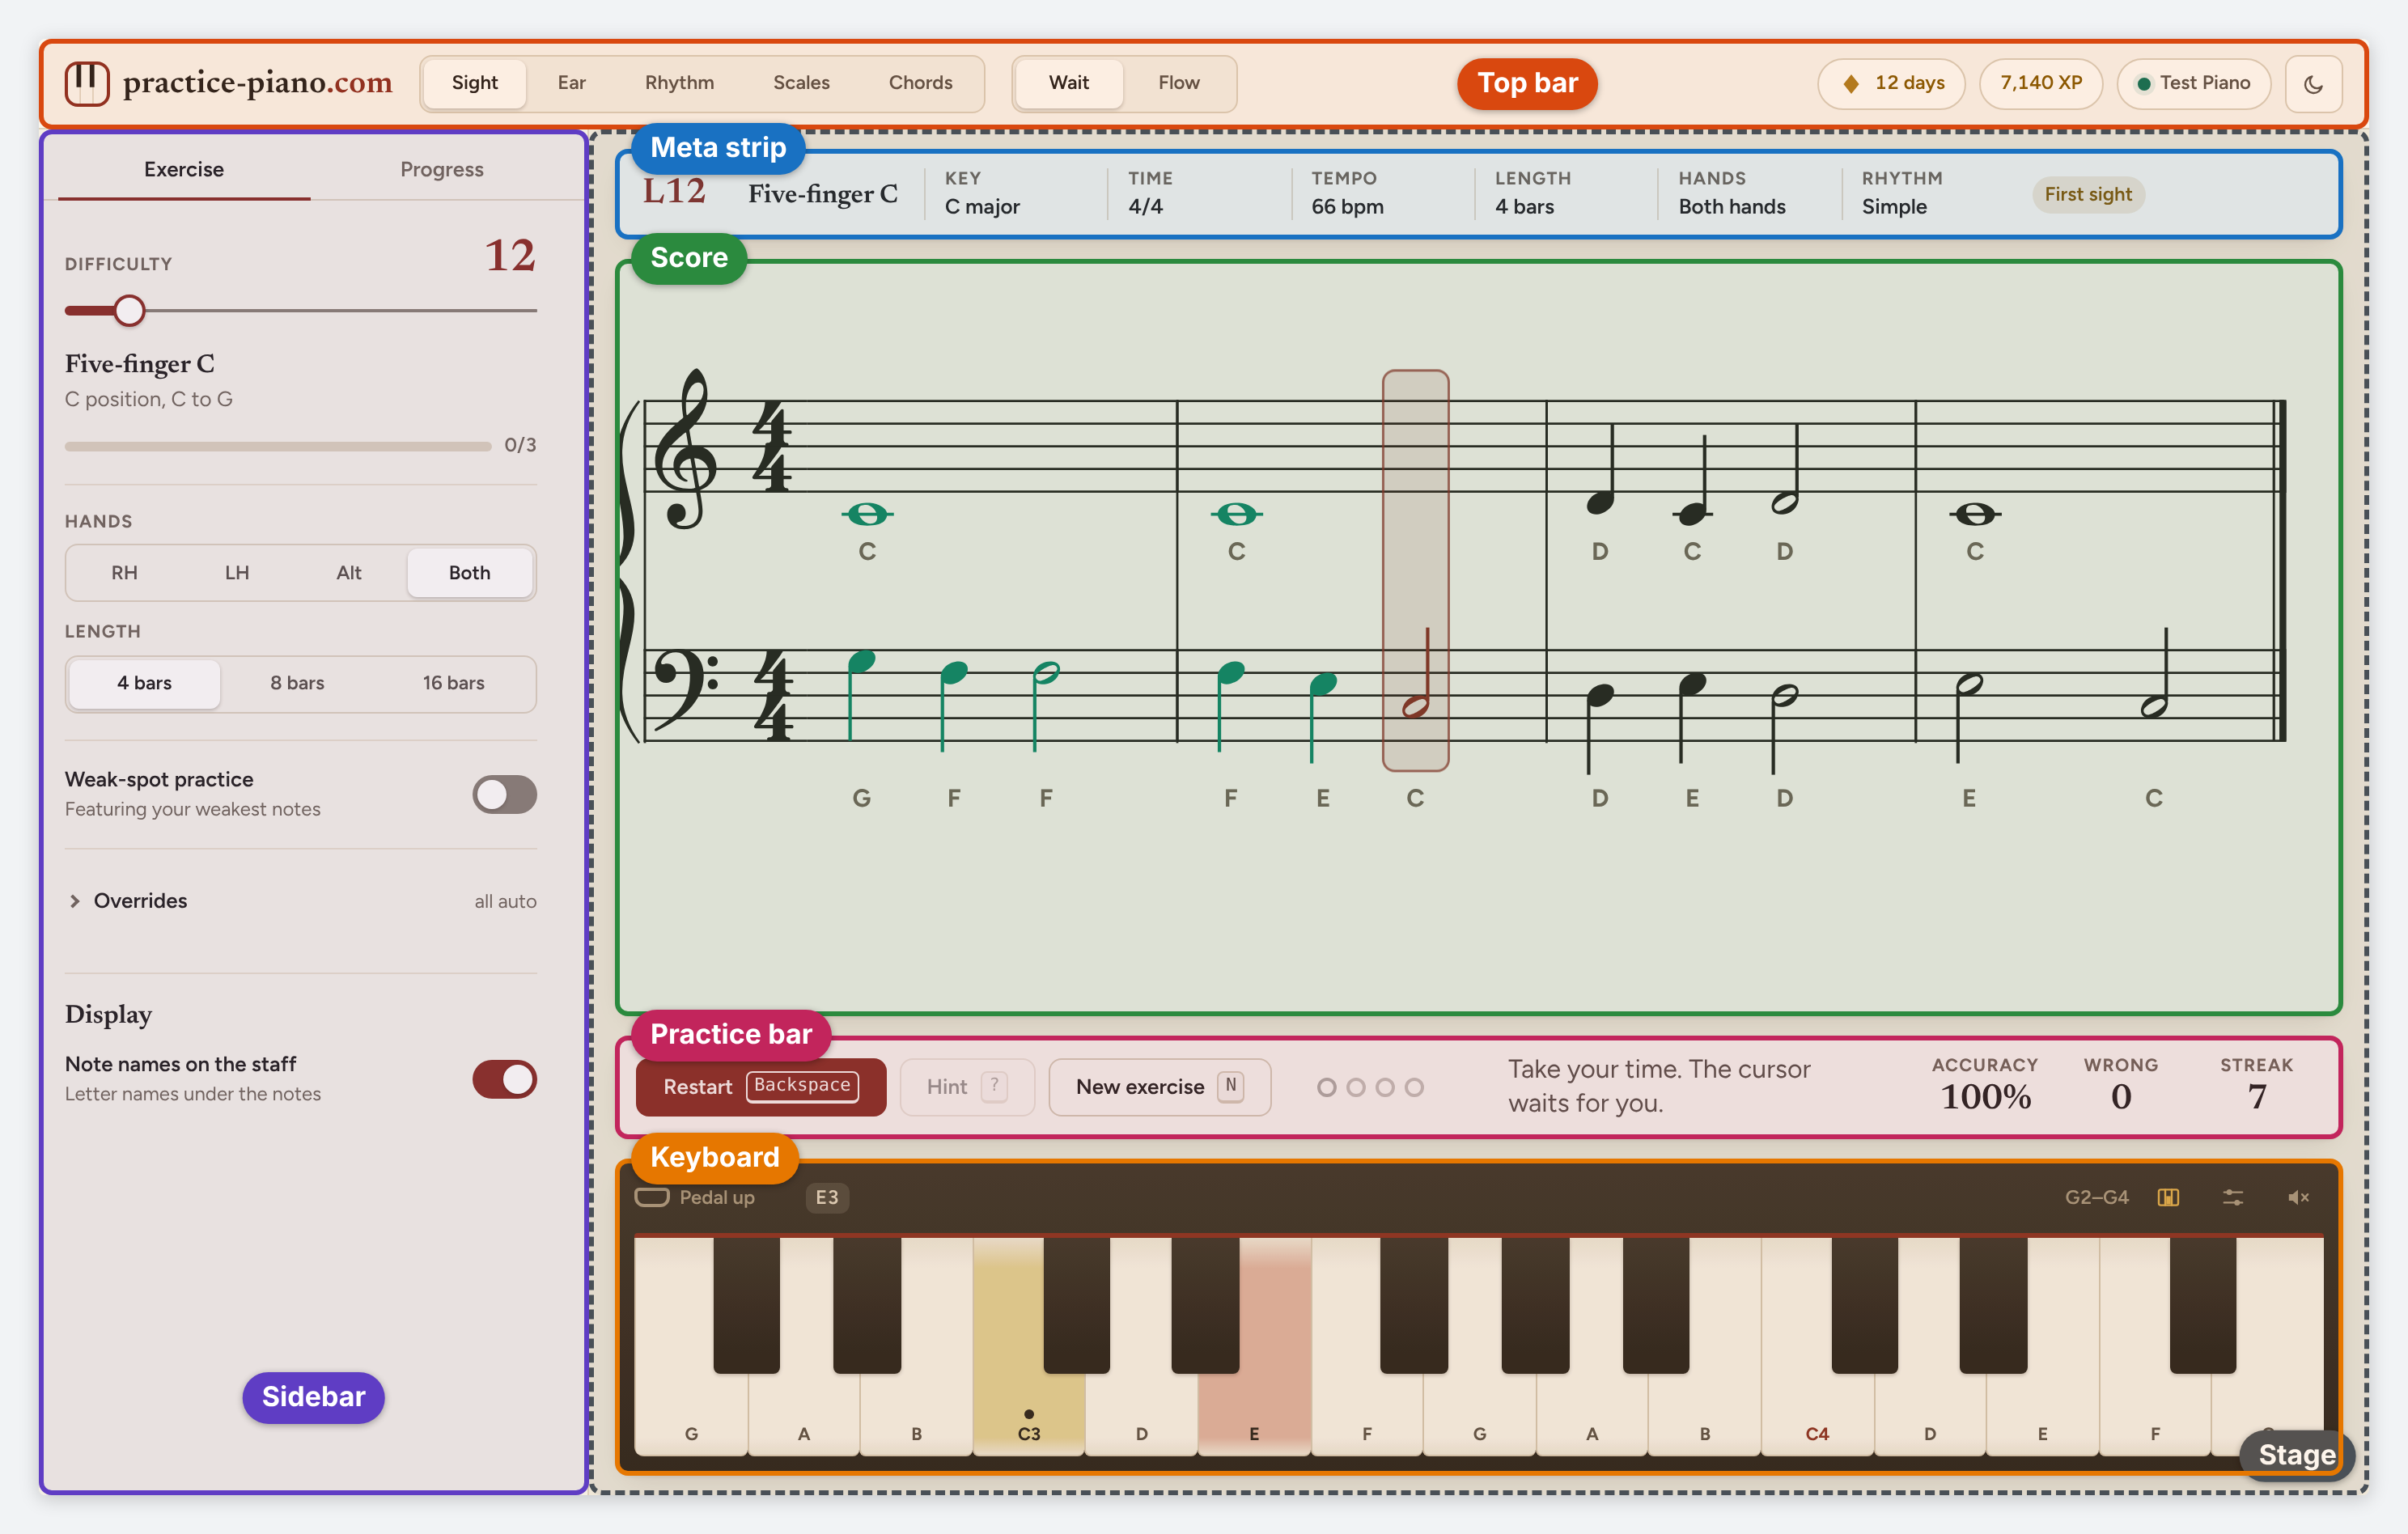 practice-piano.com
Sight Ear Rhythm Scales Chords
Wait Flow
Top bar
12 days
7,140 XP
Test Piano
Exercise Progress
DIFFICULTY 12
Five-finger C
C position, C to G
0/3
HANDS
RH LH Alt Both
LENGTH
4 bars 8 bars 16 bars
Weak-spot practice
Featuring your weakest notes
Overrides all auto
Display
Note names on the staff
Letter names under the notes
Sidebar
Meta strip
L12 Five-finger C
KEY
C major
TIME
4/4
TEMPO
66 bpm
LENGTH
4 bars
HANDS
Both hands
RHYTHM
Simple
First sight
Score
4 4
C C D C D C
4 4
G F F F E C D E D E C
Practice bar
Restart Backspace
Hint ?
New exercise N
Take your time. The cursor
waits for you.
ACCURACY
100%
WRONG
0
STREAK
7
Keyboard
Pedal up E3 G2–G4
G A B C3 D E F G A B C4 D E F
Stage